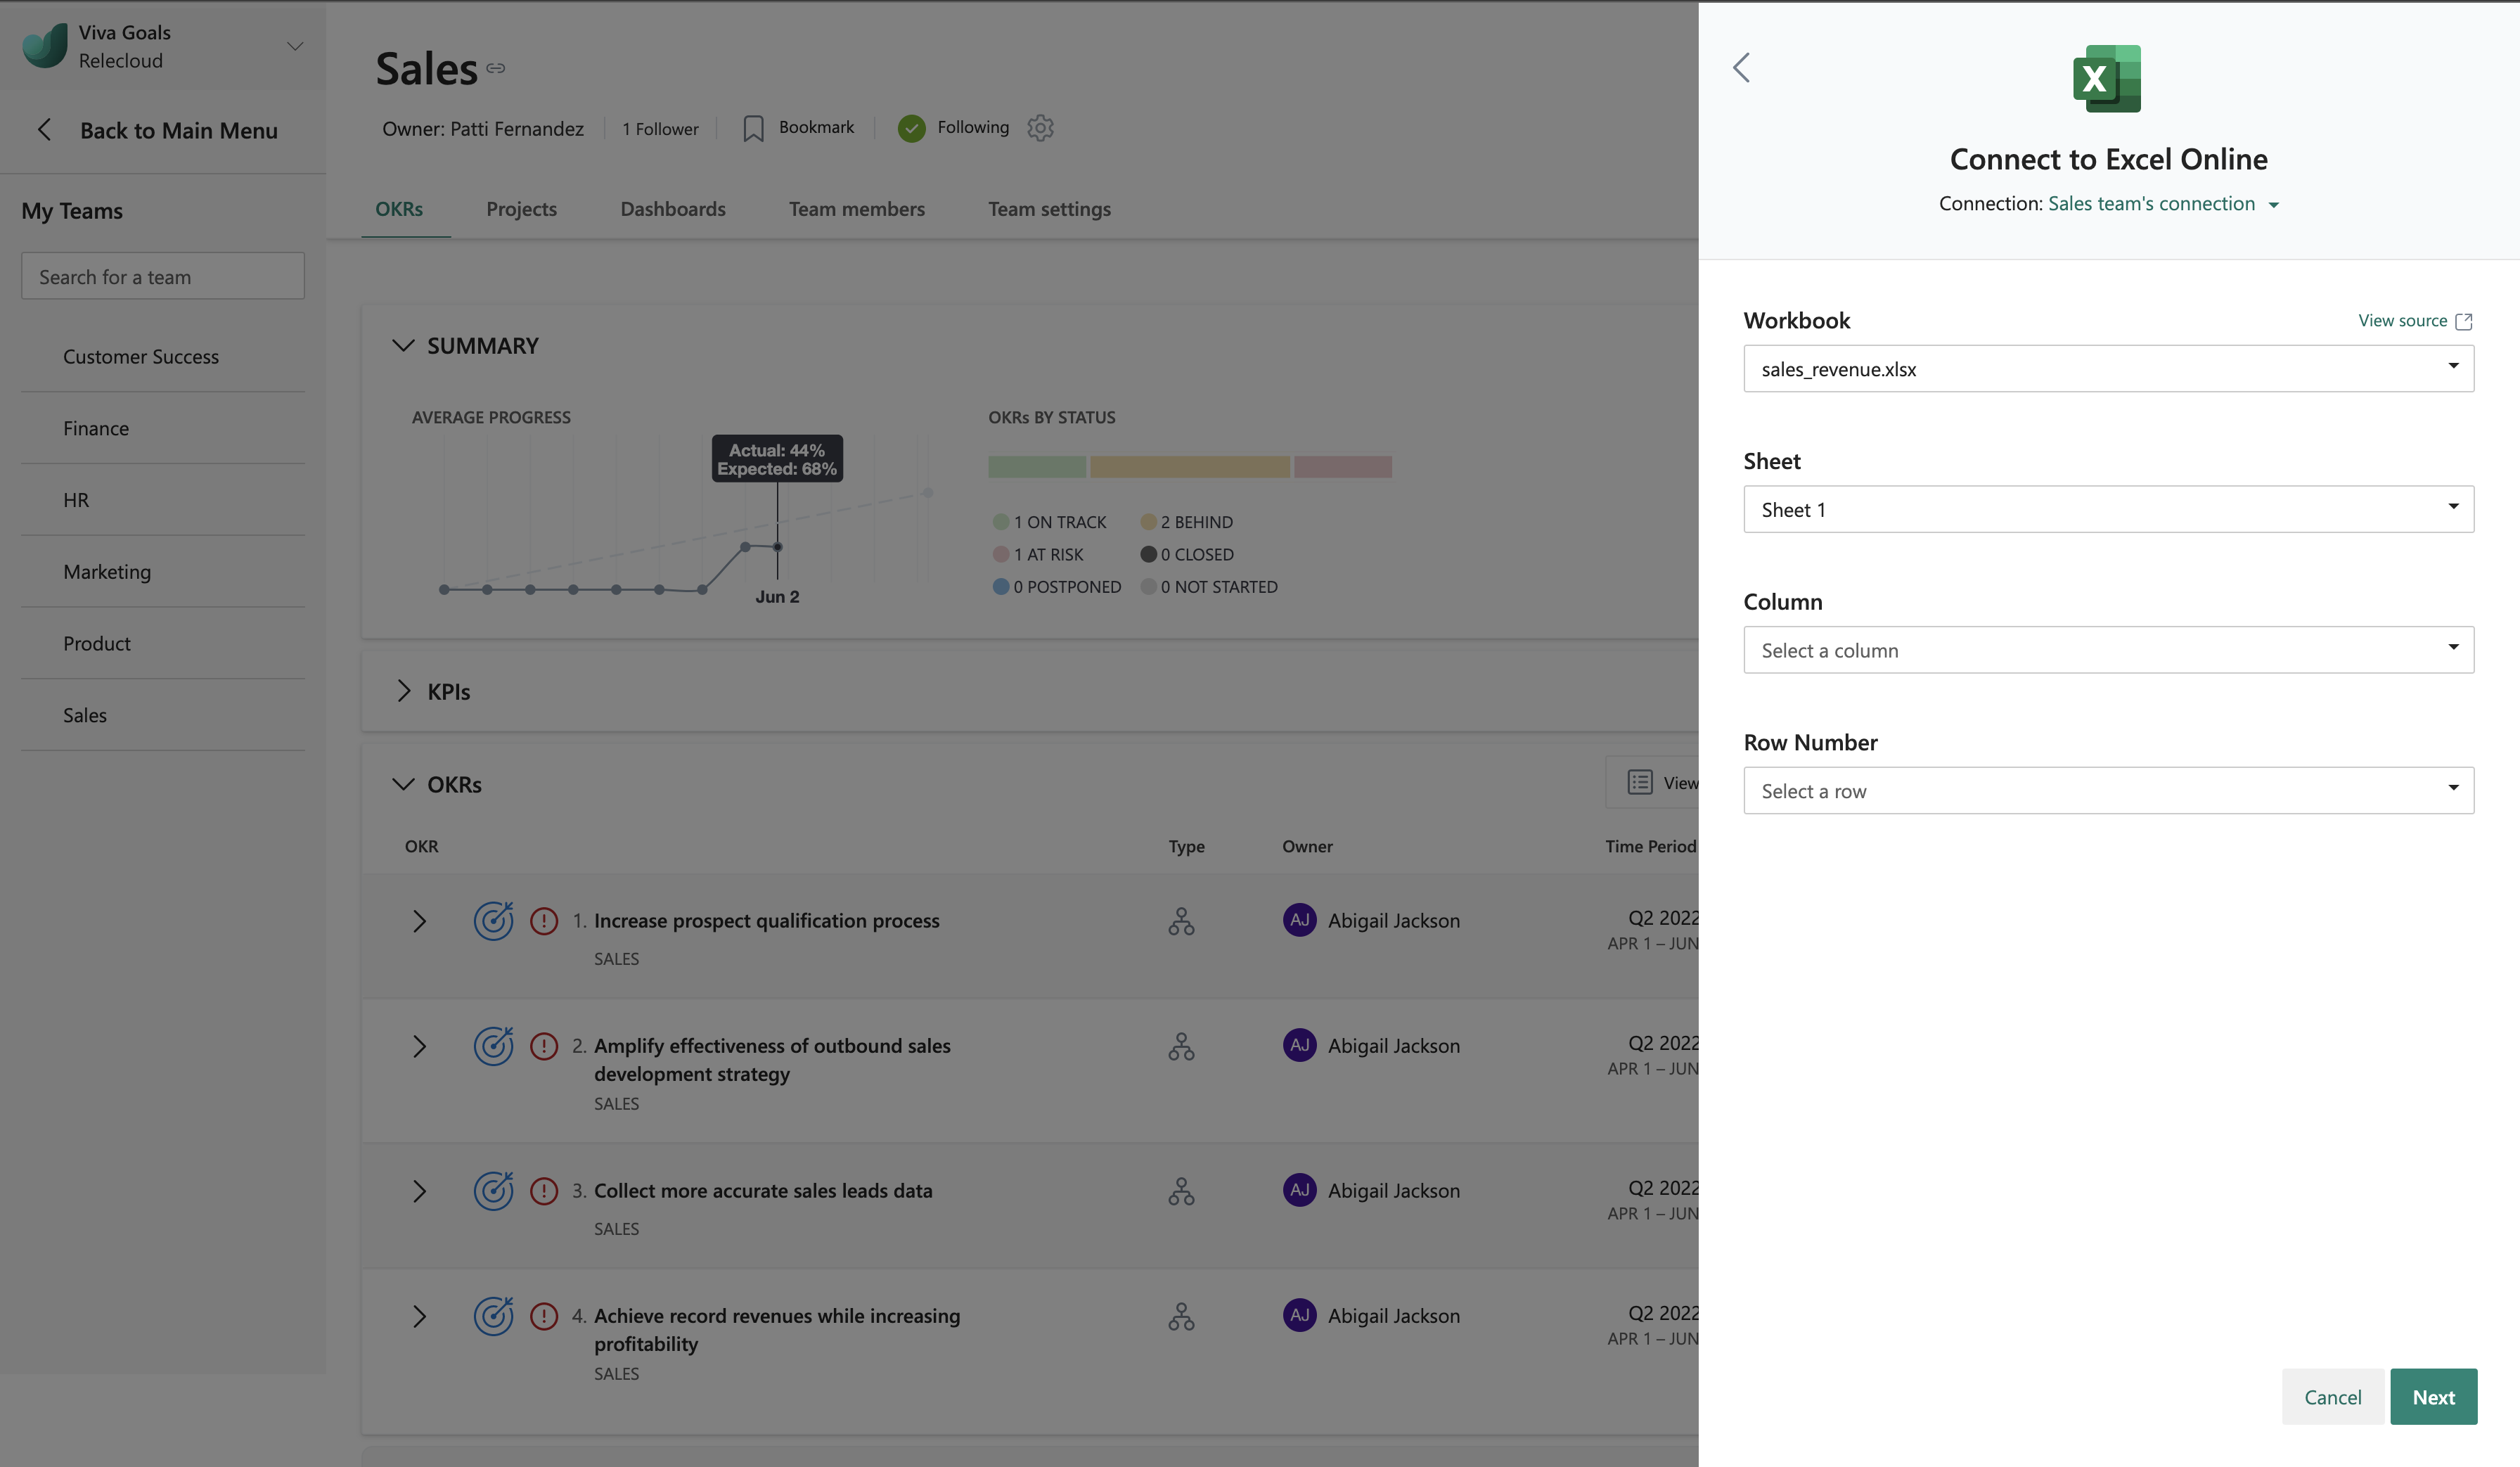 Viva Goals
Relecloud
Back to Main Menu
My Teams
Search for a team
Customer Success
Finance
HR
Marketing
Product
Sales
Sales
Owner: Patti Fernandez
1 Follower
Bookmark
Following
OKRs
Projects
Dashboards
Team members
Team settings
SUMMARY
AVERAGE PROGRESS
Actual: 44%
Expected: 68%
Jun 2
OKRs BY STATUS
1 ON TRACK
2 BEHIND
1 AT RISK
0 CLOSED
0 POSTPONED
0 NOT STARTED
KPIs
OKRs
View
OKR
Type
Owner
Time Period
1. Increase prospect qualification process
SALES
AJ Abigail Jackson
Q2 2022
APR 1 – JUN
2. Amplify effectiveness of outbound sales
development strategy
SALES
AJ Abigail Jackson
Q2 2022
APR 1 – JUN
3. Collect more accurate sales leads data
SALES
AJ Abigail Jackson
Q2 2022
APR 1 – JUN
4. Achieve record revenues while increasing
profitability
SALES
AJ Abigail Jackson
Q2 2022
APR 1 – JUN
X
Connect to Excel Online
Connection: Sales team's connection
Workbook
View source
sales_revenue.xlsx
Sheet
Sheet 1
Column
Select a column
Row Number
Select a row
Cancel
Next